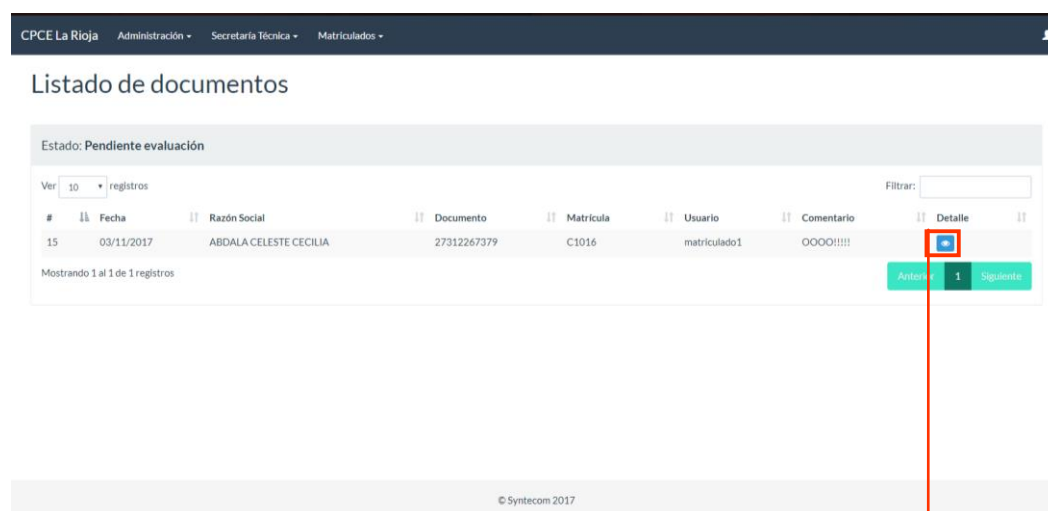 CPCE La Rioja Administración Secretaría Técnica Matriculados
Listado de documentos
Estado: Pendiente evaluación
Ver 10 registros Filtrar:
# Fecha Razón Social Documento Matrícula Usuario Comentario Detalle
15 03/11/2017 ABDALA CELESTE CECILIA 27312267379 C1016 matriculado1 OOOO!!!!!
Mostrando 1 al 1 de 1 registros
Anterior 1 Siguiente
© Syntecom 2017